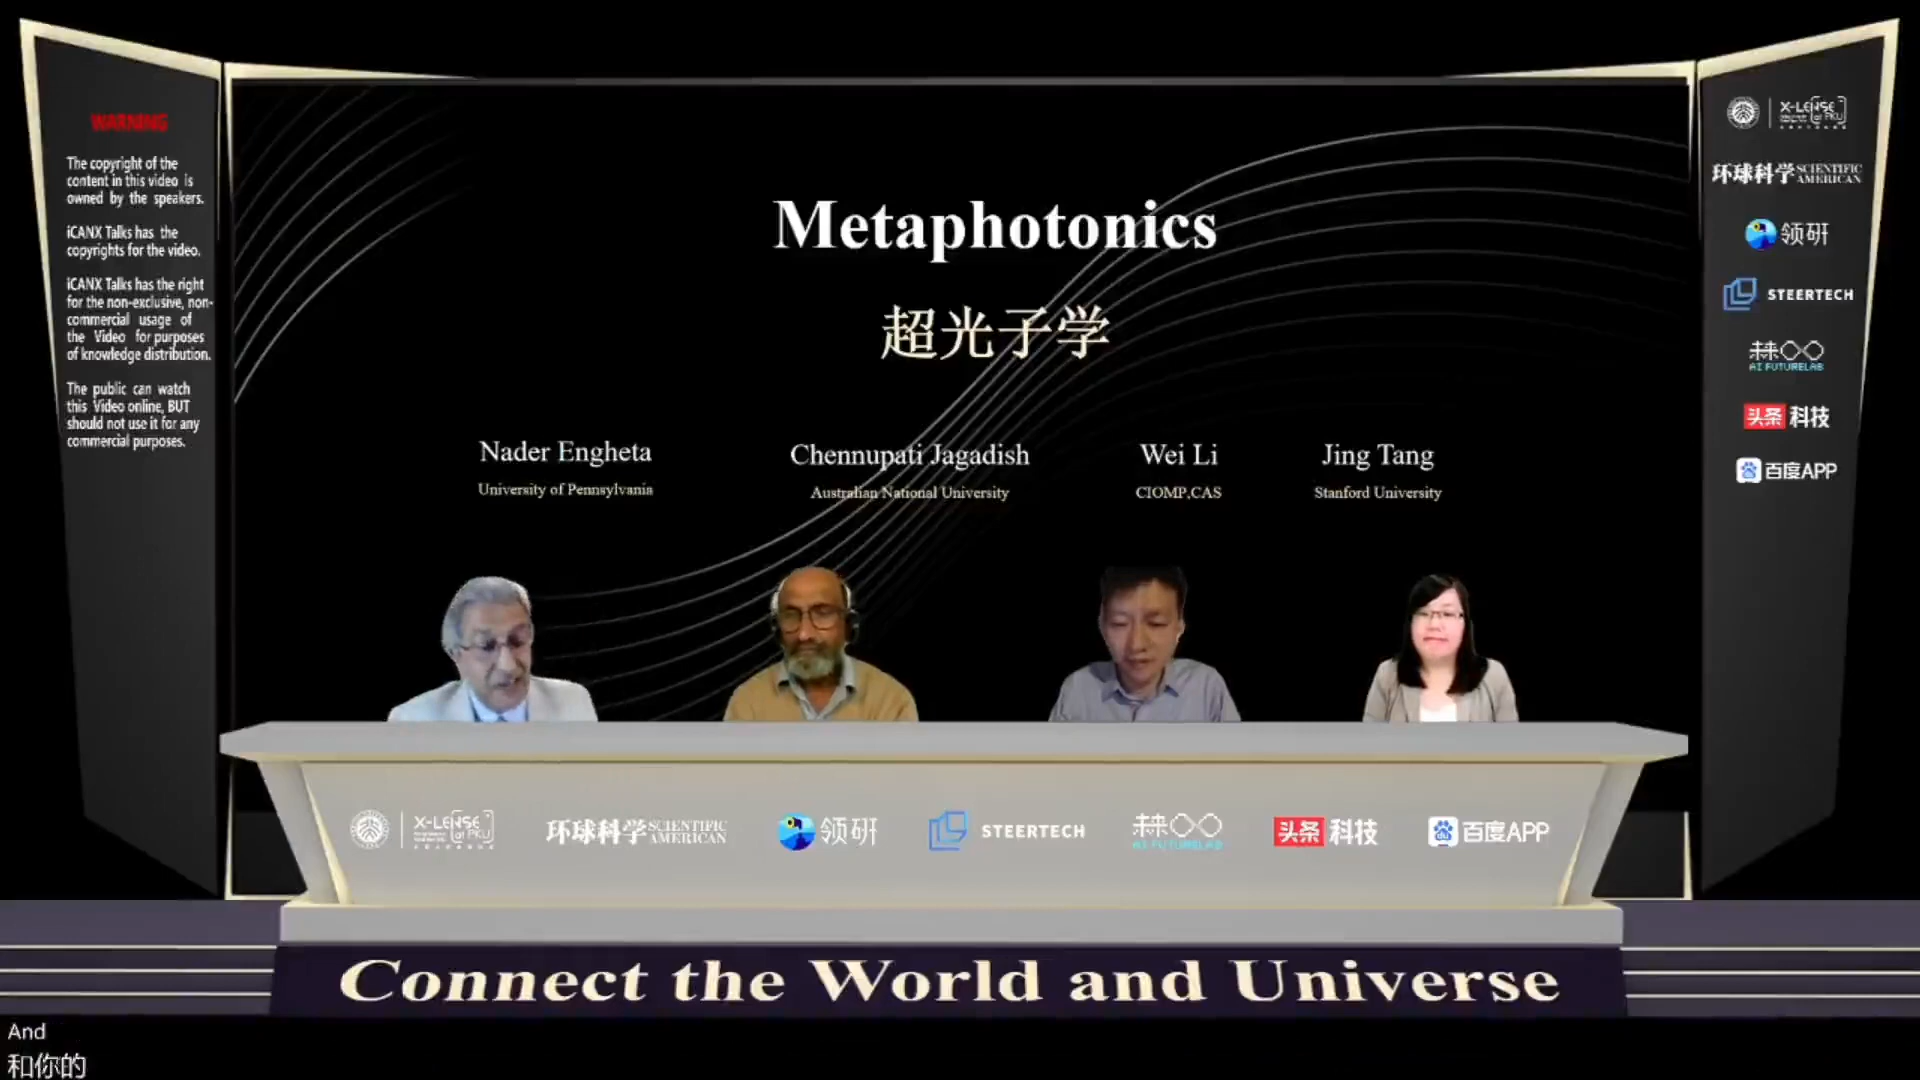 WARNING
The copyright of the
content in this video is
owned by the speakers.
iCANX Talks has the
copyrights for the video.
iCANX Talks has the right
for the non-exclusive, non-
commercial usage of
the Video for purposes
of knowledge distribution.
The public can watch
this Video online, BUT
should not use it for any
commercial purposes.
Metaphotonics
超光子学
Nader Engheta
University of Pennsylvania
Chennupati Jagadish
Australian National University
Wei Li
CIOMP,CAS
Jing Tang
Stanford University
X-LENSE
at PKU
环球科学 SCIENTIFIC
AMERICAN
领研
STEERTECH
AI FUTURELAB
头条 科技
百度APP
X-LENSE
at PKU
环球科学 SCIENTIFIC
AMERICAN
领研
STEERTECH
AI FUTURELAB
头条 科技
百度APP
Connect the World and Universe
And
和你的